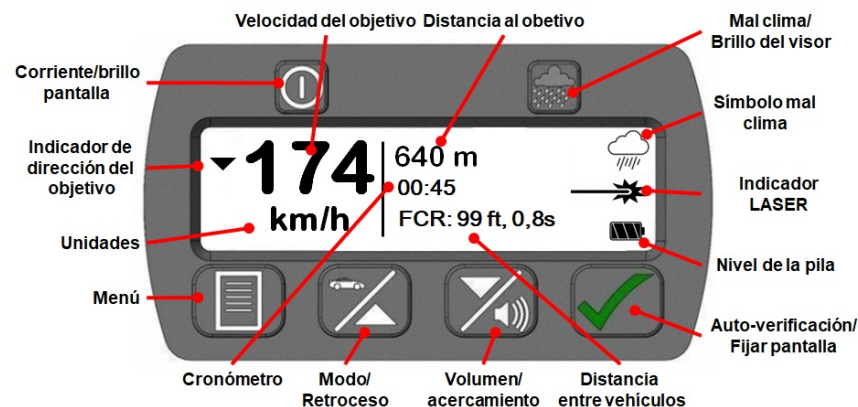 Velocidad del objetivo
Distancia al obetivo
Mal clima/
Brillo del visor
Corriente/brillo
pantalla
Símbolo mal
clima
Indicador de
dirección del
objetivo
174
640 m
00:45
km/h
FCR: 99 ft, 0,8s
Indicador
LASER
Unidades
Nivel de la pila
Menú
Auto-verificación/
Fijar pantalla
Cronómetro
Modo/
Retroceso
Volumen/
acercamiento
Distancia
entre vehículos